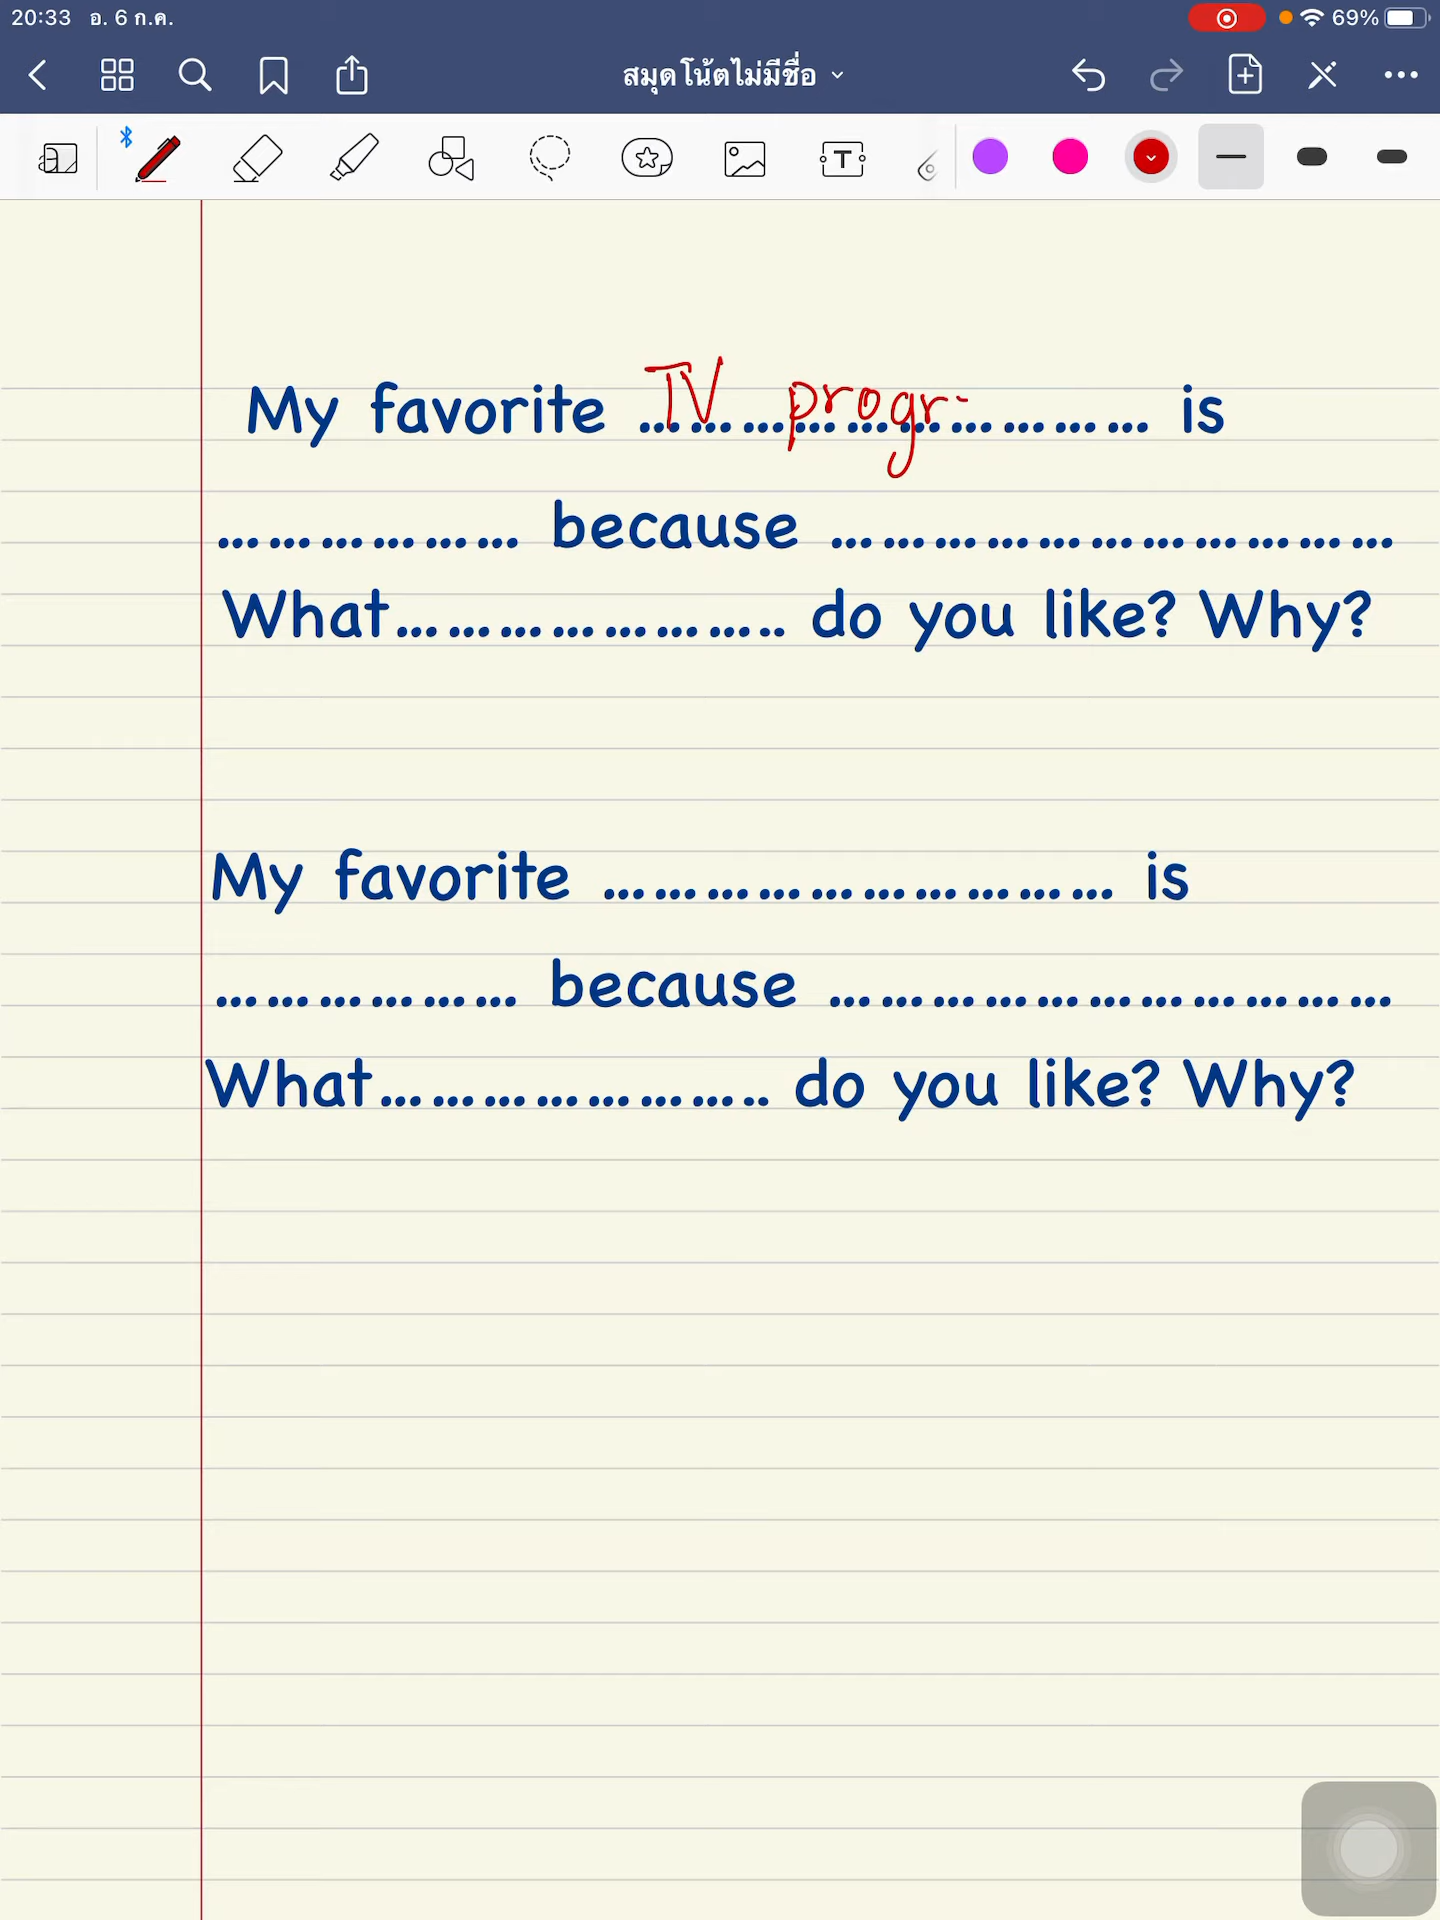 20:33 อ. 6 ก.ค. 69%
สมุดโน้ตไม่มีชื่อ
T
My favorite TV progr ........................... is
.................. because .................................
What....................... do you like? Why?
My favorite .............................. is
.................. because .................................
What....................... do you like? Why?